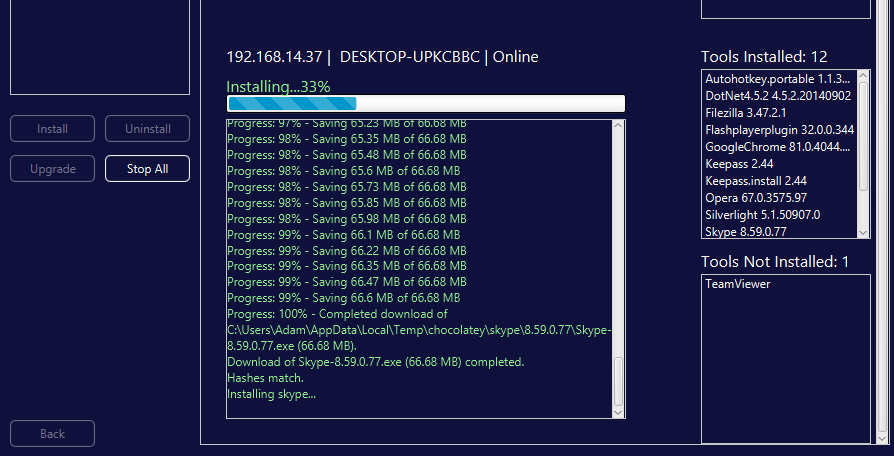 192.168.14.37 | DESKTOP-UPKCBBC | Online
Installing...33%
Progress: 97% - Saving 65.23 MB of 66.68 MB
Progress: 98% - Saving 65.35 MB of 66.68 MB
Progress: 98% - Saving 65.48 MB of 66.68 MB
Progress: 98% - Saving 65.6 MB of 66.68 MB
Progress: 98% - Saving 65.73 MB of 66.68 MB
Progress: 98% - Saving 65.85 MB of 66.68 MB
Progress: 98% - Saving 65.98 MB of 66.68 MB
Progress: 99% - Saving 66.1 MB of 66.68 MB
Progress: 99% - Saving 66.22 MB of 66.68 MB
Progress: 99% - Saving 66.35 MB of 66.68 MB
Progress: 99% - Saving 66.47 MB of 66.68 MB
Progress: 99% - Saving 66.6 MB of 66.68 MB
Progress: 100% - Completed download of
C:\Users\Adam\AppData\Local\Temp\chocolatey\skype\8.59.0.77\Skype-
8.59.0.77.exe (66.68 MB).
Download of Skype-8.59.0.77.exe (66.68 MB) completed.
Hashes match.
Installing skype...
Install
Uninstall
Upgrade
Stop All
Back
Tools Installed: 12
Autohotkey.portable 1.1.3...
DotNet4.5.2 4.5.2.20140902
Filezilla 3.47.2.1
Flashplayerplugin 32.0.0.344
GoogleChrome 81.0.4044....
Keepass 2.44
Keepass.install 2.44
Opera 67.0.3575.97
Silverlight 5.1.50907.0
Skype 8.59.0.77
Tools Not Installed: 1
TeamViewer